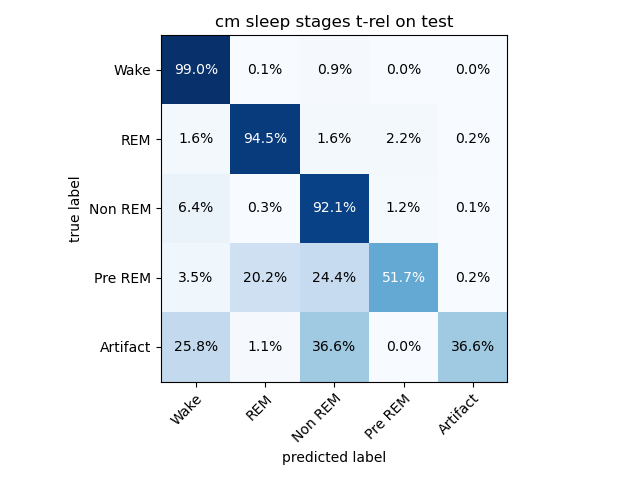 cm sleep stages t-rel on test
true label
Wake 99.0% 0.1% 0.9% 0.0% 0.0%
REM 1.6% 94.5% 1.6% 2.2% 0.2%
Non REM 6.4% 0.3% 92.1% 1.2% 0.1%
Pre REM 3.5% 20.2% 24.4% 51.7% 0.2%
Artifact 25.8% 1.1% 36.6% 0.0% 36.6%
Wake REM Non REM Pre REM Artifact
predicted label